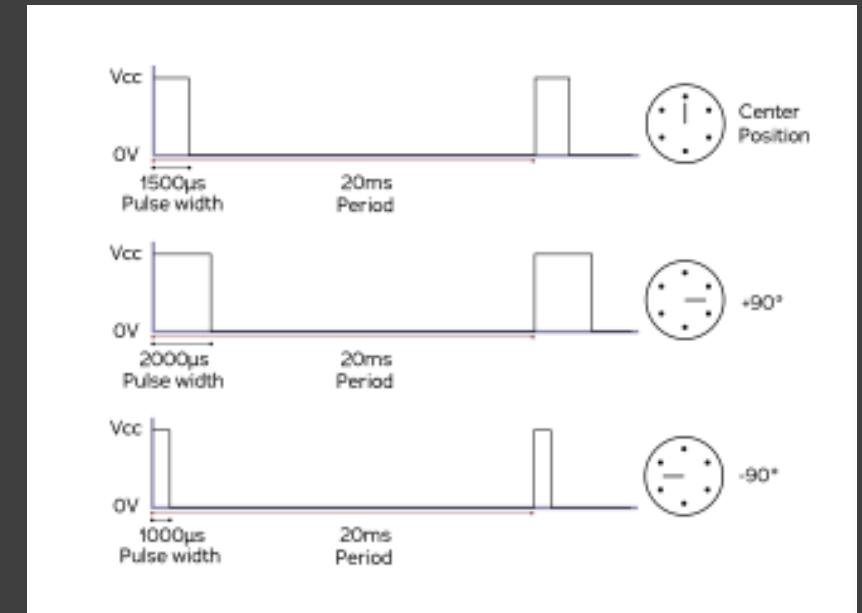 Vcc
0V
1500µs
Pulse width
20ms
Period
Center
Position
Vcc
0V
2000µs
Pulse width
20ms
Period
+90°
Vcc
0V
1000µs
Pulse width
20ms
Period
-90°